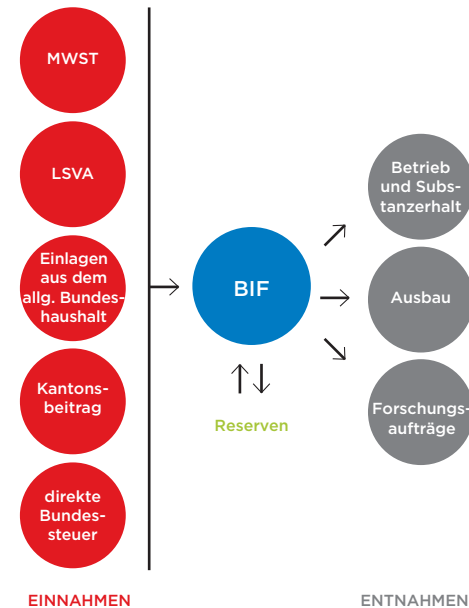 MWST
LSVA
Einlagen
aus dem
allg. Bundes-
haushalt
Kantons-
beitrag
direkte
Bundes-
steuer
EINNAHMEN
BIF
Reserven
Betrieb
und Subs-
tanzerhalt
Ausbau
Forschungs-
aufträge
ENTNAHMEN